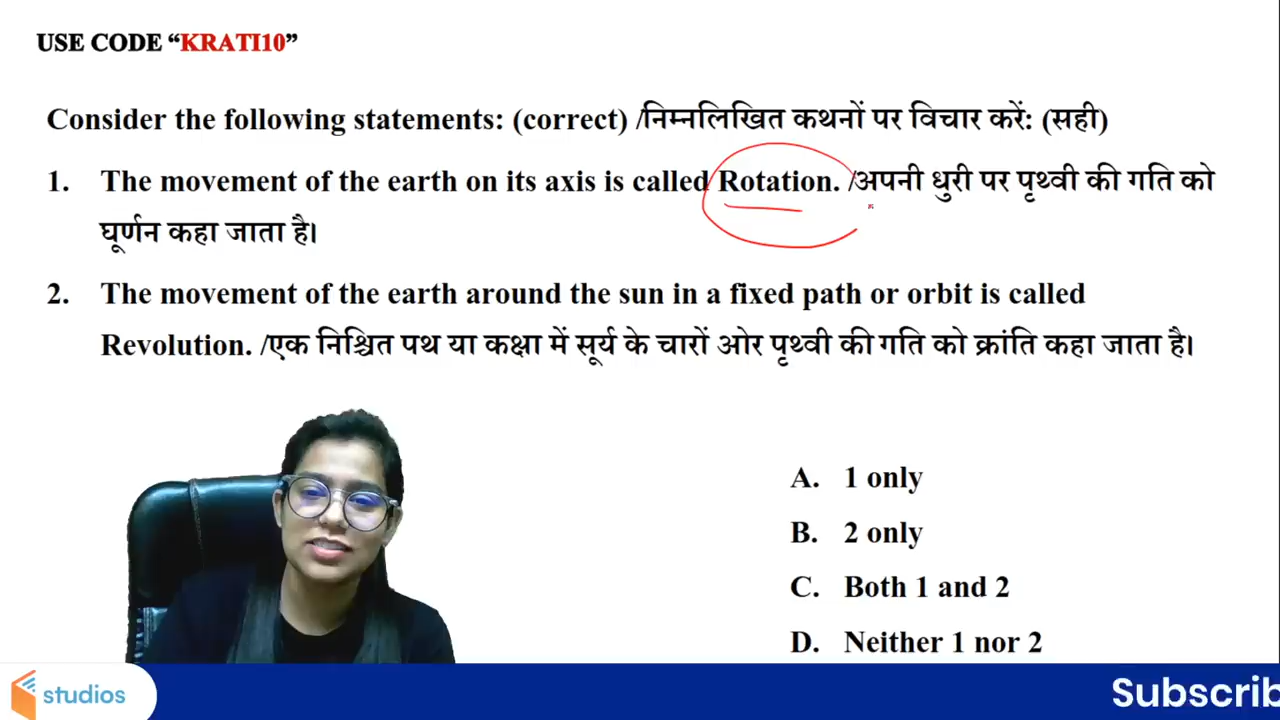 USE CODE “KRATI10”
Consider the following statements: (correct) /निम्नलिखित कथनों पर विचार करें: (सही)
1. The movement of the earth on its axis is called Rotation. /अपनी धुरी पर पृथ्वी की गति को
घूर्णन कहा जाता है।
2. The movement of the earth around the sun in a fixed path or orbit is called
Revolution. /एक निश्चित पथ या कक्षा में सूर्य के चारों ओर पृथ्वी की गति को क्रांति कहा जाता है।
A. 1 only
B. 2 only
C. Both 1 and 2
D. Neither 1 nor 2
studios
Subscrib